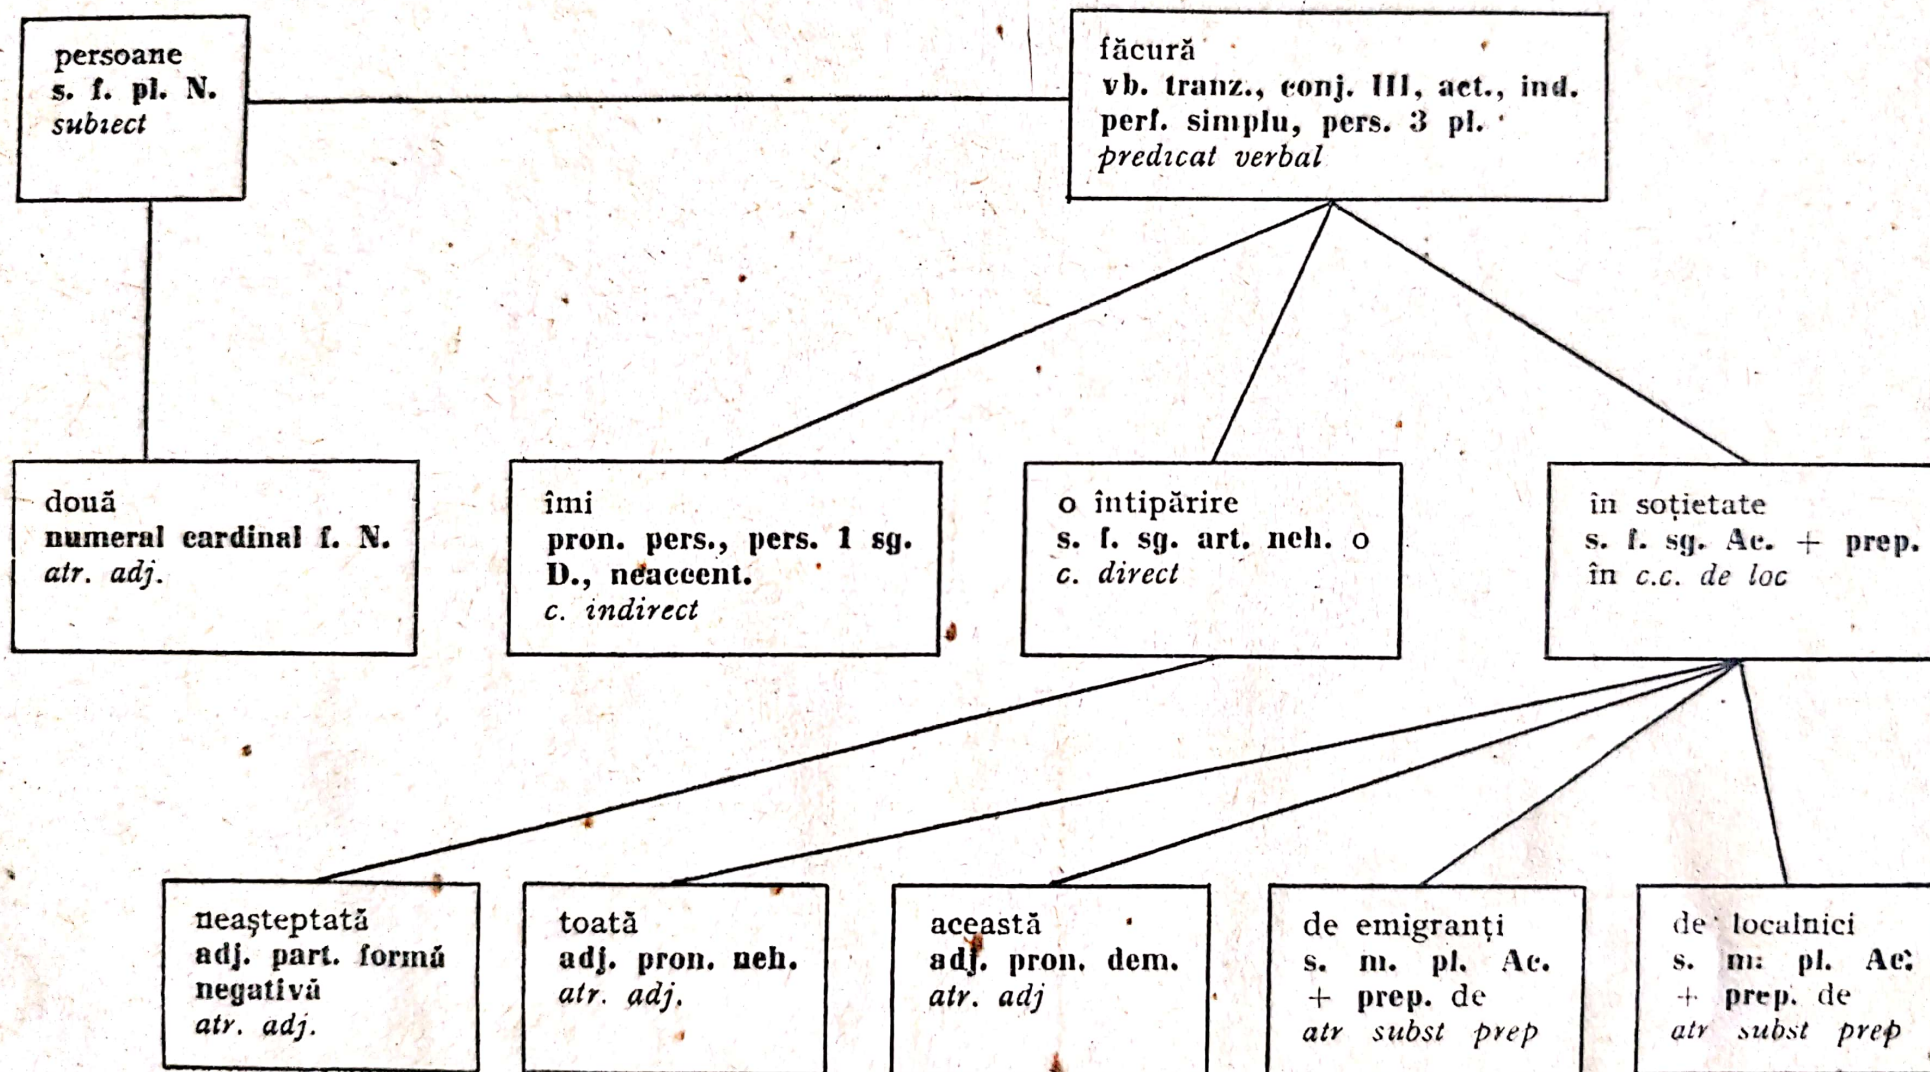 persoane
s. f. pl. N.
subiect
făcură
vb. tranz., conj. III, act., ind.
perf. simplu, pers. 3 pl.
predicat verbal
două
numeral cardinal f. N.
atr. adj.
îmi
pron. pers., pers. 1 sg.
D., neaccent.
c. indirect
o întipărire
s. f. sg. art. neh. o
c. direct
în soțietate
s. f. sg. Ac. + prep.
în c.c. de loc
neașteptată
adj. part. formă
negativă
atr. adj.
toată
adj. pron. neh.
atr. adj.
această
adj. pron. dem.
atr. adj
de emigranți
s. m. pl. Ac.
+ prep. de
atr subst prep
de localnici
s. m. pl. Ac.
+ prep. de
atr subst prep